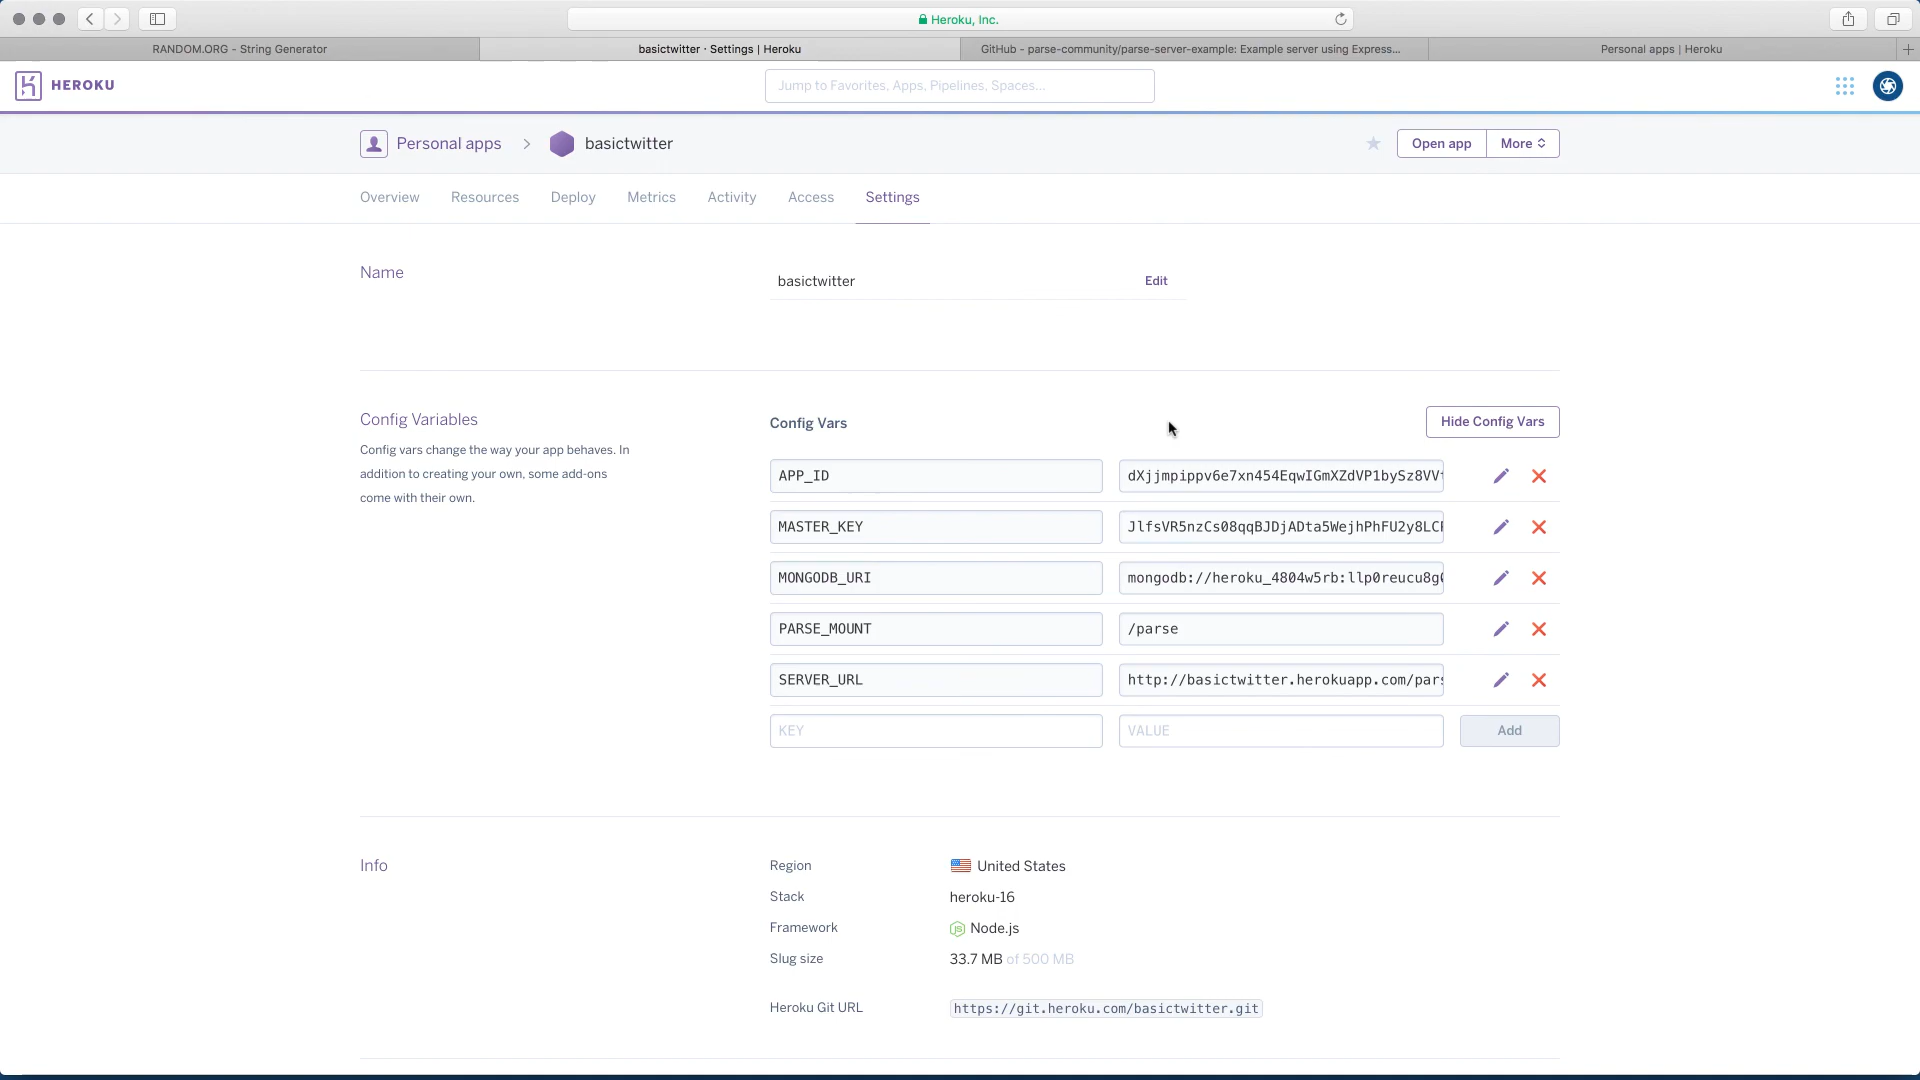 Heroku, Inc.
RANDOM.ORG - String Generator
basictwitter · Settings | Heroku
GitHub - parse-community/parse-server-example: Example server using Express...
Personal apps | Heroku
HEROKU
Jump to Favorites, Apps, Pipelines, Spaces...
Personal apps > basictwitter
Open app
More
Overview
Resources
Deploy
Metrics
Activity
Access
Settings
Name
basictwitter
Edit
Config Variables
Config vars change the way your app behaves. In
addition to creating your own, some add-ons
come with their own.
Config Vars
Hide Config Vars
APP_ID
dXjjmpippv6e7xn454EqwIGmXZdVP1bySz8VV
MASTER_KEY
JlfsVR5nzCs08qqBJDjADta5WejhPhFU2y8LC
MONGODB_URI
mongodb://heroku_4804w5rb:llp0reucu8g
PARSE_MOUNT
/parse
SERVER_URL
http://basictwitter.herokuapp.com/pars
KEY
VALUE
Add
Info
Region
United States
Stack
heroku-16
Framework
Node.js
Slug size
33.7 MB of 500 MB
Heroku Git URL
https://git.heroku.com/basictwitter.git